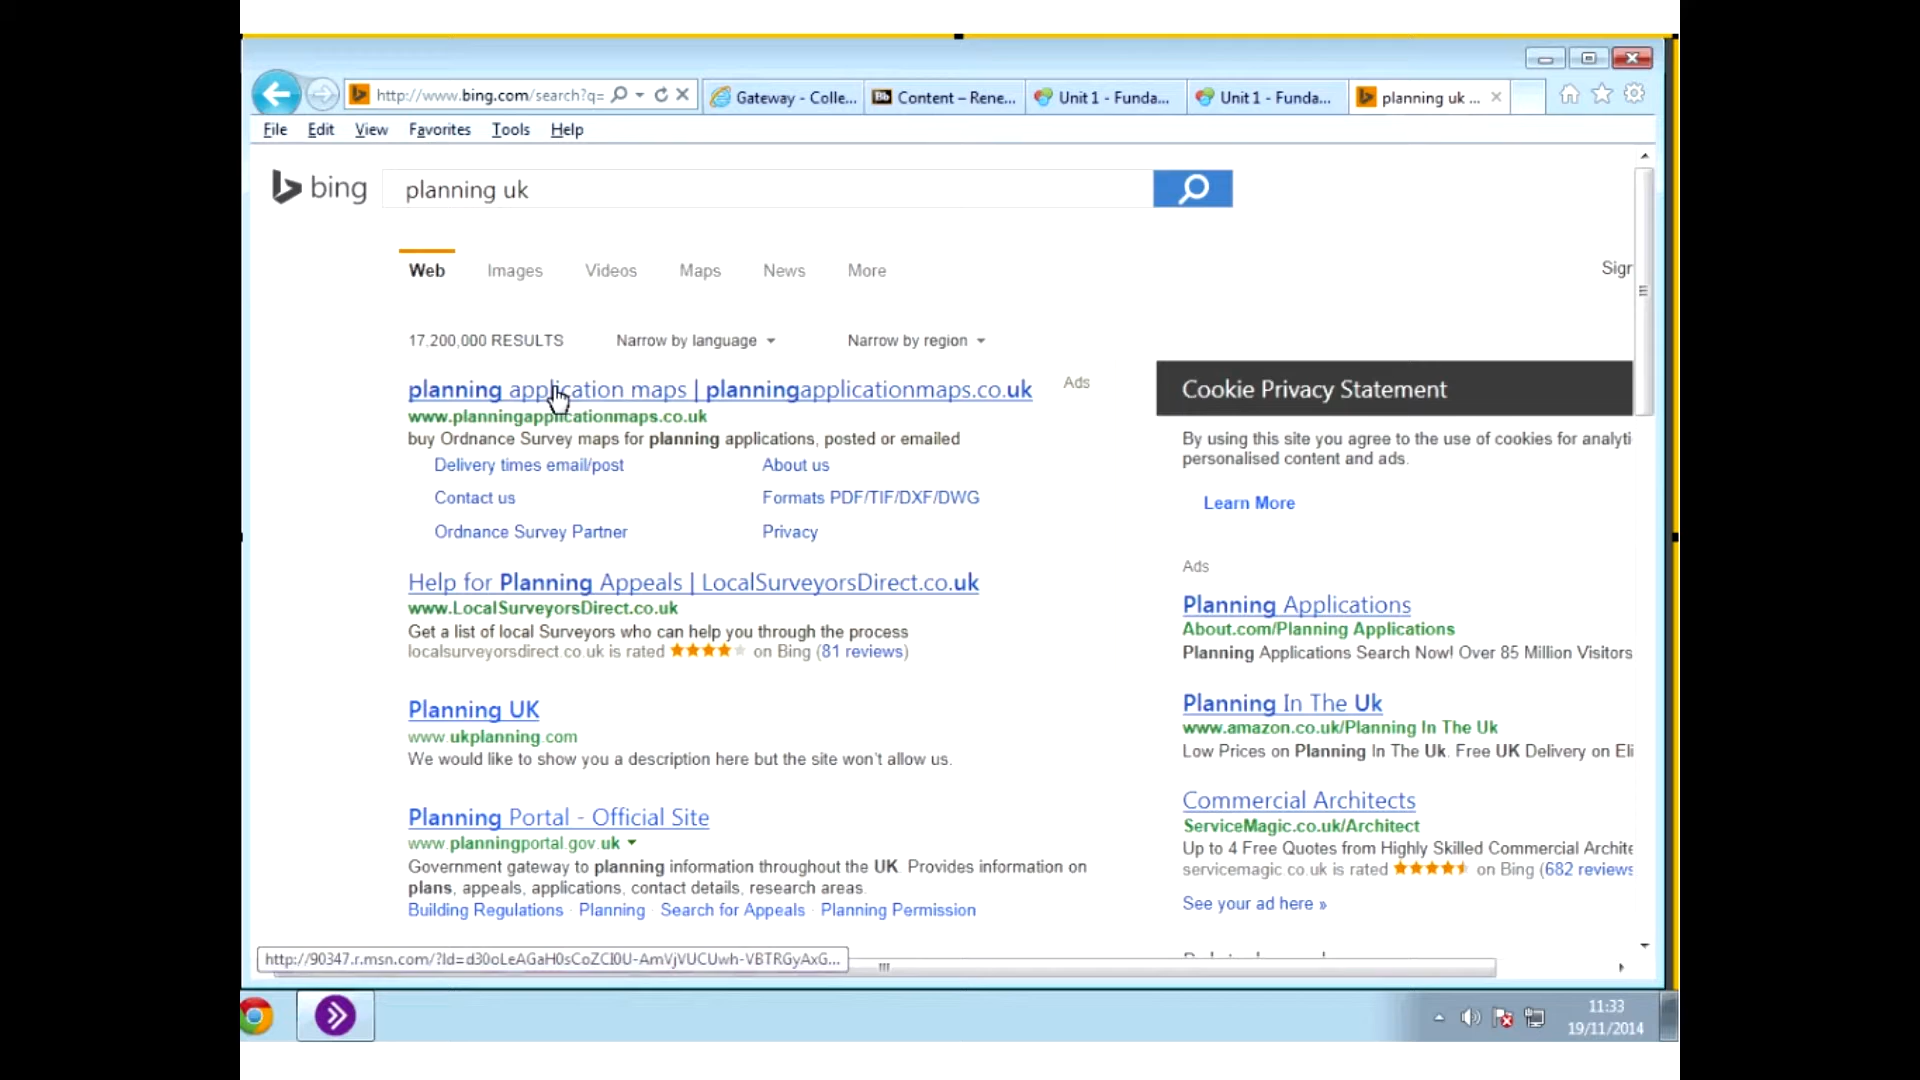 http://www.bing.com/search?q=
Gateway - Colle...
Content – Rene...
Unit 1 - Funda...
Unit 1 - Funda...
planning uk ...
File Edit View Favorites Tools Help
bing
planning uk
Web Images Videos Maps News More
Sigr
17,200,000 RESULTS Narrow by language Narrow by region
planning application maps | planningapplicationmaps.co.uk
Ads
www.planningapplicationmaps.co.uk
buy Ordnance Survey maps for planning applications, posted or emailed
Delivery times email/post About us
Contact us Formats PDF/TIF/DXF/DWG
Ordnance Survey Partner Privacy
Help for Planning Appeals | LocalSurveyorsDirect.co.uk
www.LocalSurveyorsDirect.co.uk
Get a list of local Surveyors who can help you through the process
localsurveyorsdirect.co.uk is rated on Bing (81 reviews)
Planning UK
www.ukplanning.com
We would like to show you a description here but the site won't allow us.
Planning Portal - Official Site
www.planningportal.gov.uk
Government gateway to planning information throughout the UK. Provides information on
plans, appeals, applications, contact details, research areas.
Building Regulations · Planning · Search for Appeals · Planning Permission
Cookie Privacy Statement
By using this site you agree to the use of cookies for analyti
personalised content and ads.
Learn More
Ads
Planning Applications
About.com/Planning Applications
Planning Applications Search Now! Over 85 Million Visitors
Planning In The Uk
www.amazon.co.uk/Planning In The Uk
Low Prices on Planning In The Uk. Free UK Delivery on Eli
Commercial Architects
ServiceMagic.co.uk/Architect
Up to 4 Free Quotes from Highly Skilled Commercial Archite
servicemagic.co.uk is rated on Bing (682 reviews
See your ad here »
http://90347.r.msn.com/?ld=d30oLeAGaH0sCoZCI0U-AmVjVUCUwh-VBTRGyAxG...
11:33
19/11/2014